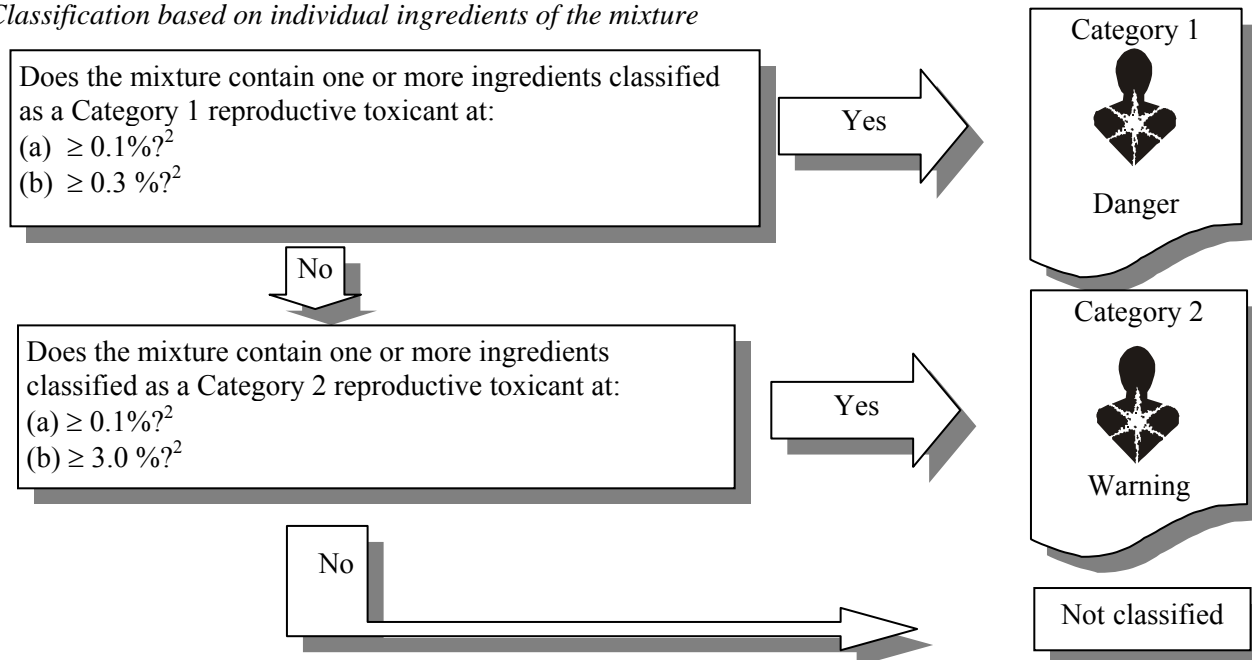 Classification based on individual ingredients of the mixture
Does the mixture contain one or more ingredients classified
as a Category 1 reproductive toxicant at:
(a) ≥ 0.1%?²
(b) ≥ 0.3 %?²
Yes
Category 1
Danger
No
Does the mixture contain one or more ingredients
classified as a Category 2 reproductive toxicant at:
(a) ≥ 0.1%?²
(b) ≥ 3.0 %?²
Yes
Category 2
Warning
No
Not classified